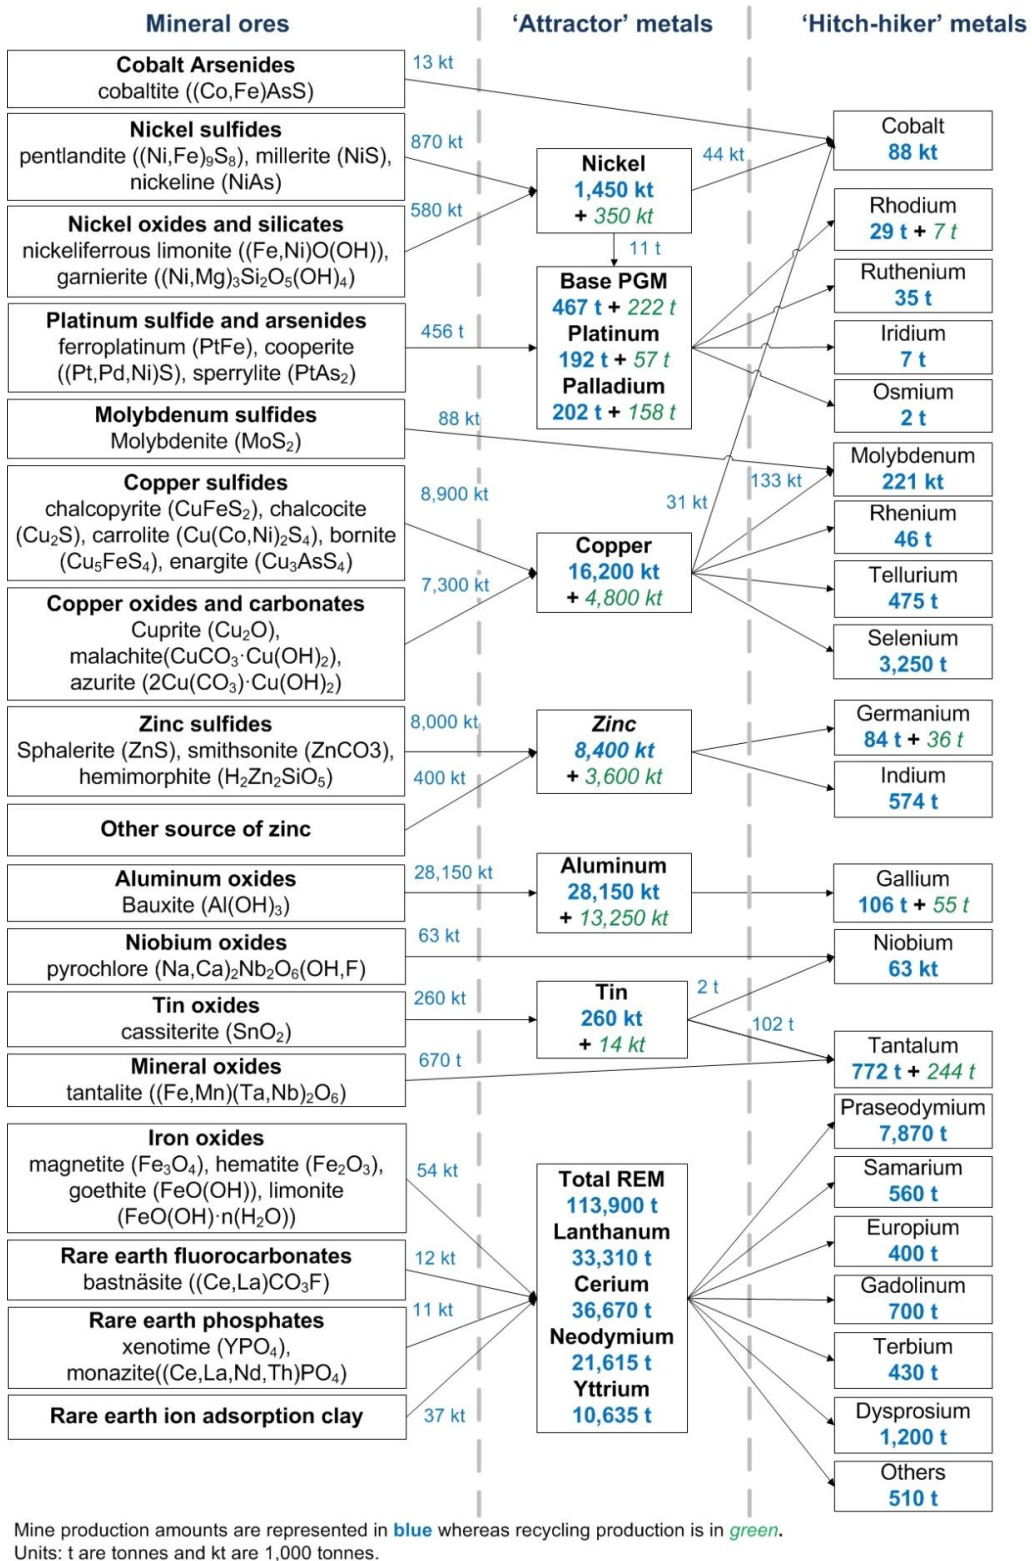 Mineral ores
‘Attractor’ metals
‘Hitch-hiker’ metals
Cobalt Arsenides
cobaltite ((Co,Fe)AsS)
13 kt
Nickel sulfides
pentlandite ((Ni,Fe)₉S₈), millerite (NiS),
nickeline (NiAs)
870 kt
Nickel oxides and silicates
nickeliferrous limonite ((Fe,Ni)O(OH)),
garnierite ((Ni,Mg)₃Si₂O₅(OH)₄)
580 kt
Platinum sulfide and arsenides
ferroplatinum (PtFe), cooperite
((Pt,Pd,Ni)S), sperrylite (PtAs₂)
456 t
Molybdenum sulfides
Molybdenite (MoS₂)
88 kt
Copper sulfides
chalcopyrite (CuFeS₂), chalcocite
(Cu₂S), carrolite (Cu(Co,Ni)₂S₄), bornite
(Cu₅FeS₄), enargite (Cu₃AsS₄)
8,900 kt
Copper oxides and carbonates
Cuprite (Cu₂O),
malachite(CuCO₃·Cu(OH)₂),
azurite (2Cu(CO₃)·Cu(OH)₂)
7,300 kt
Zinc sulfides
Sphalerite (ZnS), smithsonite (ZnCO3),
hemimorphite (H₂Zn₂SiO₅)
8,000 kt
400 kt
Other source of zinc
Aluminum oxides
Bauxite (Al(OH)₃)
28,150 kt
Niobium oxides
pyrochlore (Na,Ca)₂Nb₂O₆(OH,F)
63 kt
Tin oxides
cassiterite (SnO₂)
260 kt
Mineral oxides
tantalite ((Fe,Mn)(Ta,Nb)₂O₆)
670 t
Iron oxides
magnetite (Fe₃O₄), hematite (Fe₂O₃),
goethite (FeO(OH)), limonite
(FeO(OH)·n(H₂O))
54 kt
Rare earth fluorocarbonates
bastnäsite ((Ce,La)CO₃F)
12 kt
Rare earth phosphates
xenotime (YPO₄),
monazite((Ce,La,Nd,Th)PO₄)
11 kt
Rare earth ion adsorption clay
37 kt
Nickel
1,450 kt
+ 350 kt
44 kt
11 t
Base PGM
467 t + 222 t
Platinum
192 t + 57 t
Palladium
202 t + 158 t
Copper
16,200 kt
+ 4,800 kt
31 kt
133 kt
Zinc
8,400 kt
+ 3,600 kt
Aluminum
28,150 kt
+ 13,250 kt
Tin
260 kt
+ 14 kt
2 t
102 t
Total REM
113,900 t
Lanthanum
33,310 t
Cerium
36,670 t
Neodymium
21,615 t
Yttrium
10,635 t
Cobalt
88 kt
Rhodium
29 t + 7 t
Ruthenium
35 t
Iridium
7 t
Osmium
2 t
Molybdenum
221 kt
Rhenium
46 t
Tellurium
475 t
Selenium
3,250 t
Germanium
84 t + 36 t
Indium
574 t
Gallium
106 t + 55 t
Niobium
63 kt
Tantalum
772 t + 244 t
Praseodymium
7,870 t
Samarium
560 t
Europium
400 t
Gadolinum
700 t
Terbium
430 t
Dysprosium
1,200 t
Others
510 t
Mine production amounts are represented in blue whereas recycling production is in green.
Units: t are tonnes and kt are 1,000 tonnes.